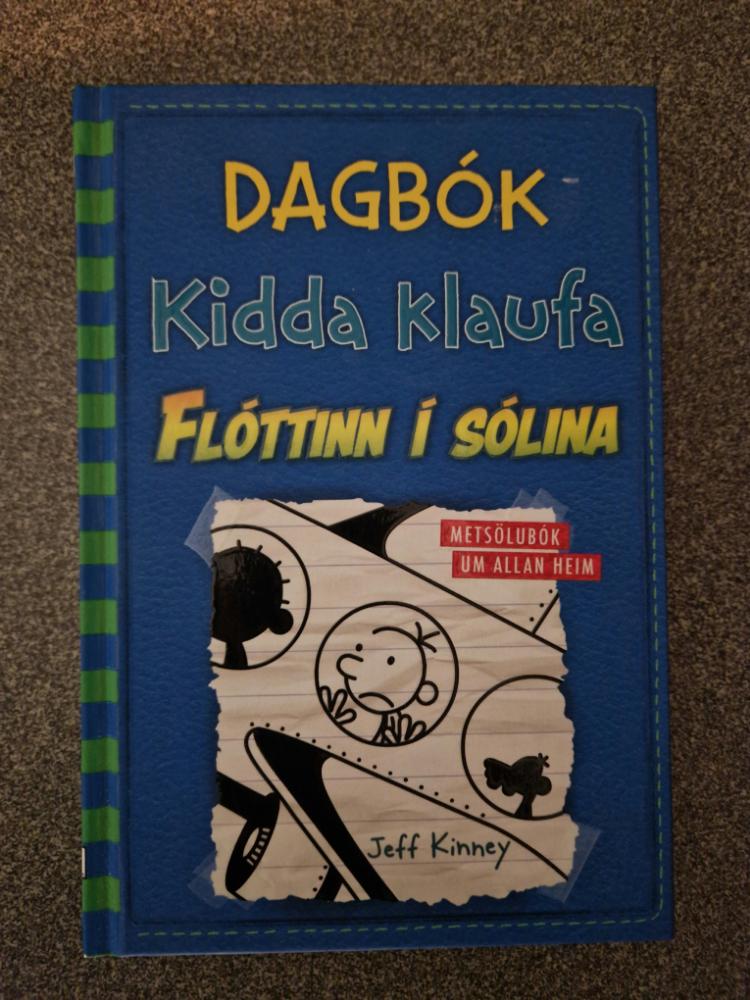 DAGBÓK
Kidda klaufa
FLÓTTINN Í SÓLINA
METSÖLUBÓK
UM ALLAN HEIM
Jeff Kinney